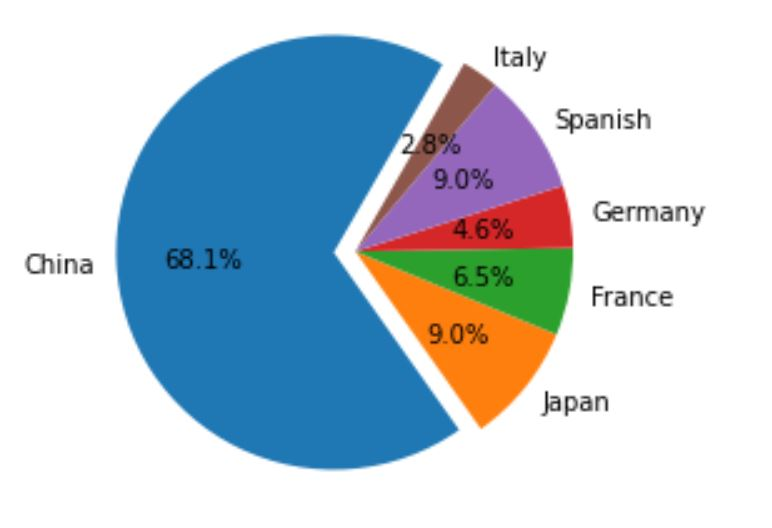 Italy
2.8%
Spanish
9.0%
Germany
4.6%
China
68.1%
France
6.5%
Japan
9.0%